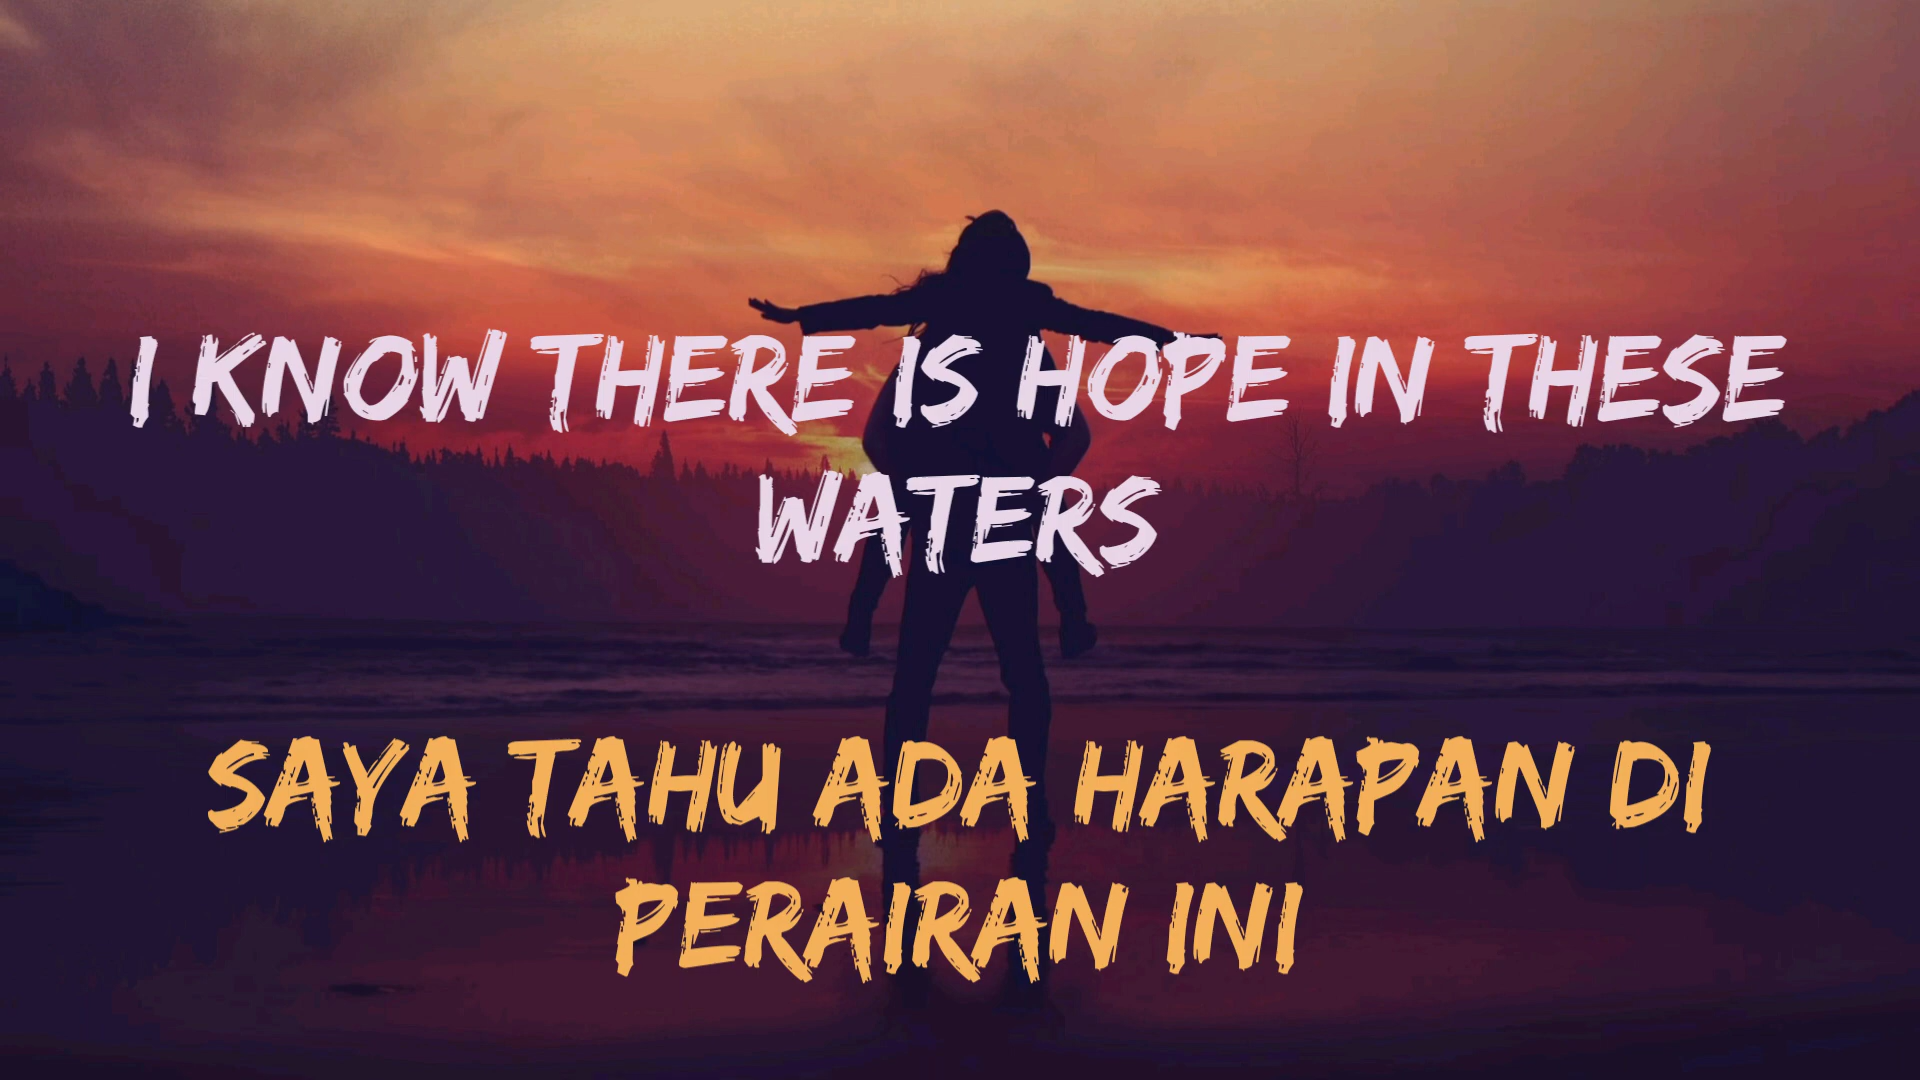 I KNOW THERE IS HOPE IN THESE
WATERS
SAYA TAHU ADA HARAPAN DI
PERAIRAN INI